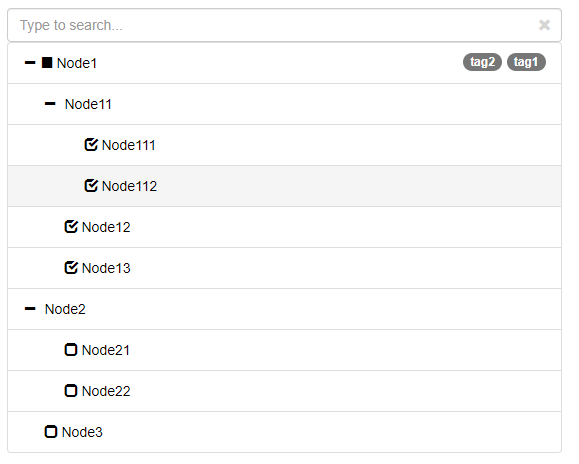 Type to search...
Node1 tag2 tag1
Node11
Node111
Node112
Node12
Node13
Node2
Node21
Node22
Node3